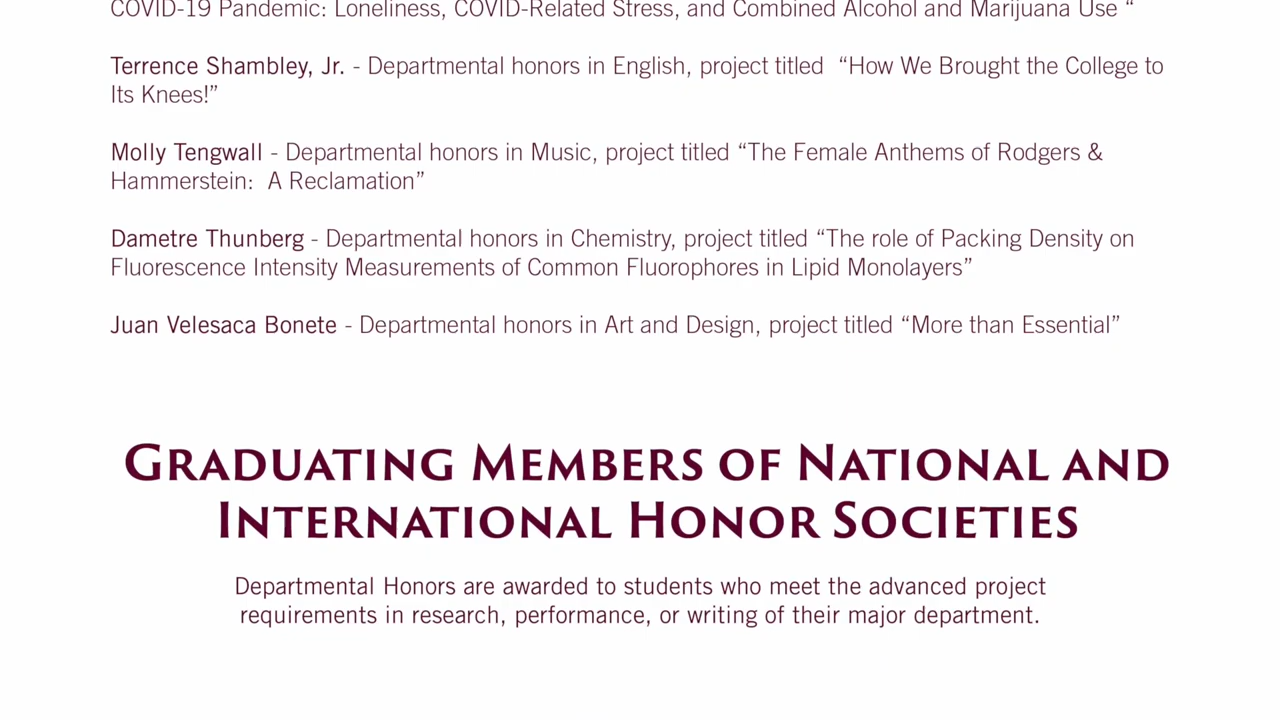 COVID-19 Pandemic: Loneliness, COVID-Related Stress, and Combined Alcohol and Marijuana Use “
Terrence Shambley, Jr. - Departmental honors in English, project titled  “How We Brought the College to
Its Knees!”
Molly Tengwall - Departmental honors in Music, project titled “The Female Anthems of Rodgers &
Hammerstein:  A Reclamation”
Dametre Thunberg - Departmental honors in Chemistry, project titled “The role of Packing Density on
Fluorescence Intensity Measurements of Common Fluorophores in Lipid Monolayers”
Juan Velesaca Bonete - Departmental honors in Art and Design, project titled “More than Essential”
GRADUATING MEMBERS OF NATIONAL AND
INTERNATIONAL HONOR SOCIETIES
Departmental Honors are awarded to students who meet the advanced project
requirements in research, performance, or writing of their major department.